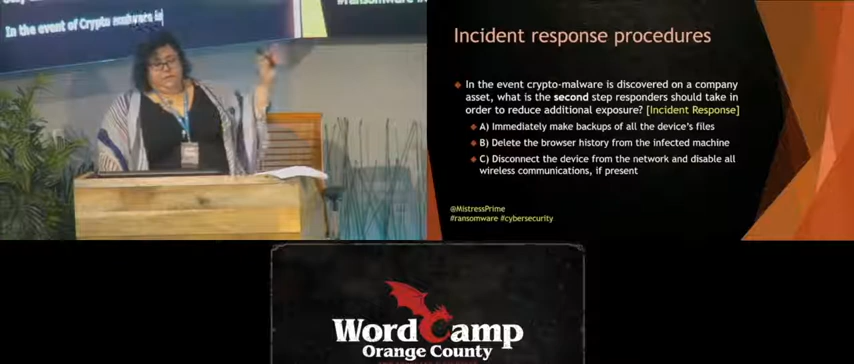 In the event of Crypto malware is
#ransomware
Incident response procedures
In the event crypto-malware is discovered on a company
asset, what is the second step responders should take in
order to reduce additional exposure? [Incident Response]
A) Immediately make backups of all the device's files
B) Delete the browser history from the infected machine
C) Disconnect the device from the network and disable all
wireless communications, if present
@MistressPrime
#ransomware #cybersecurity
WordCamp
Orange County